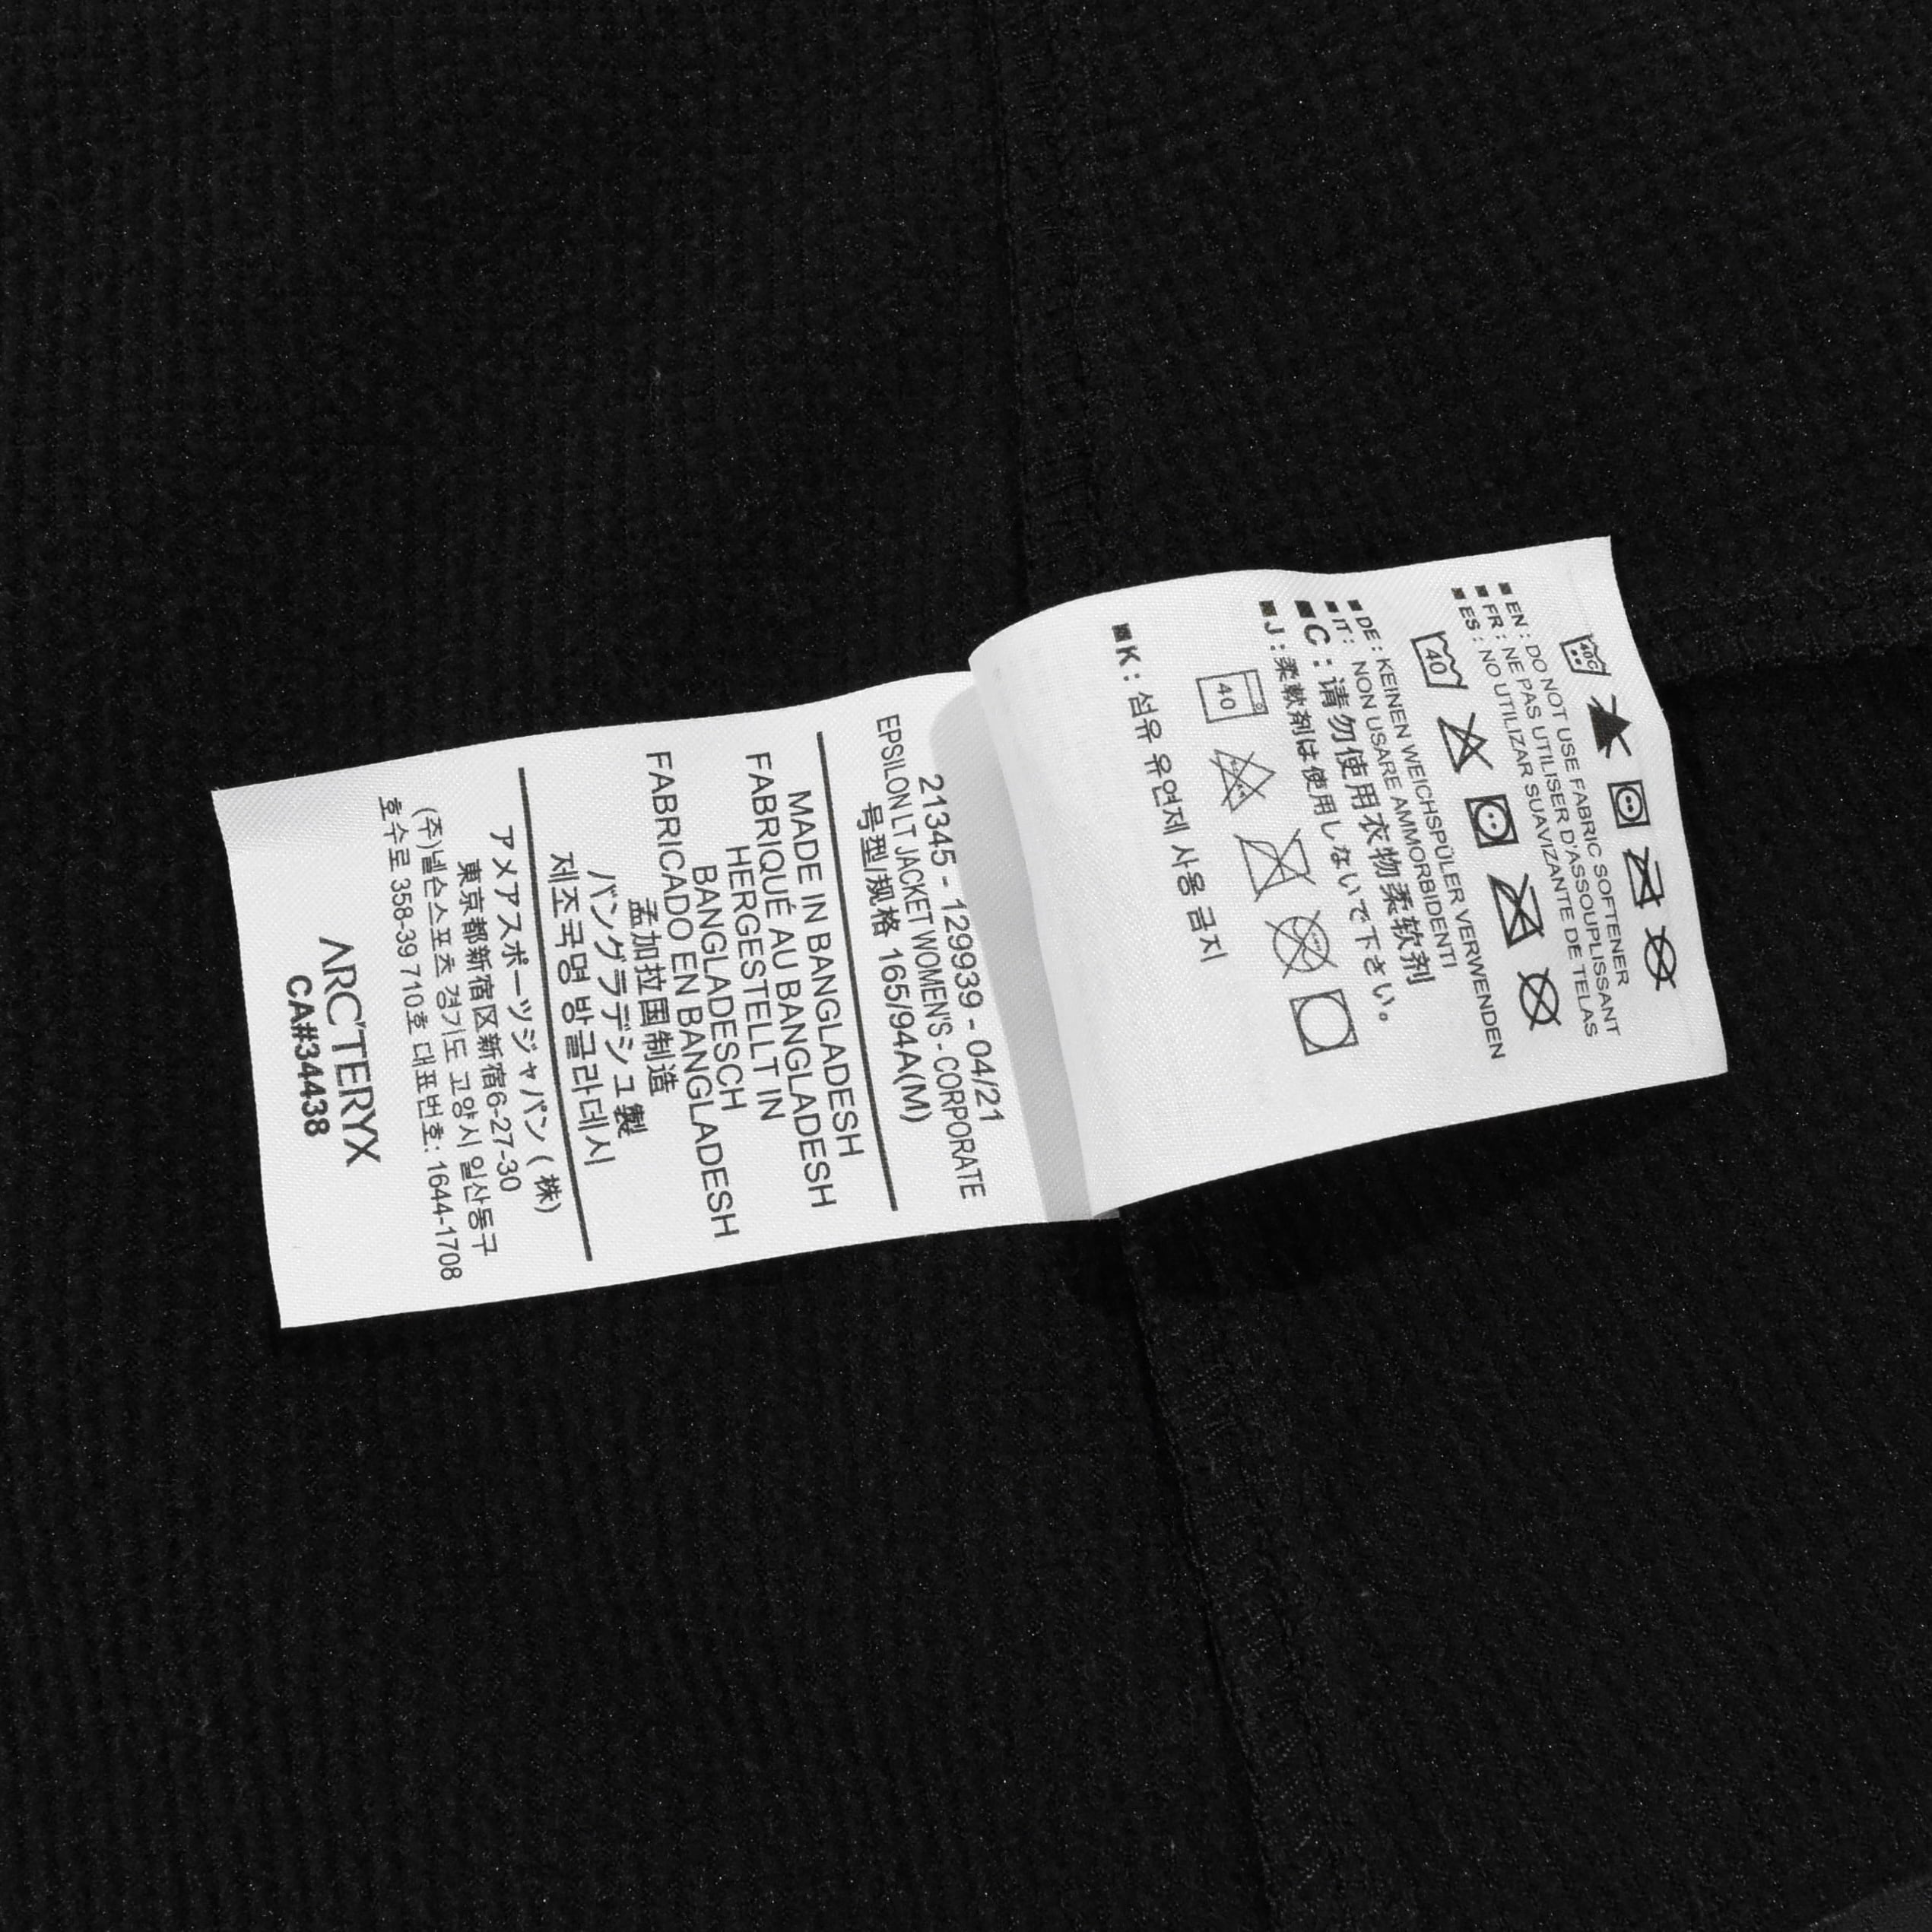 ARC'TERYX
CA#34438
アメアスポーツジャパン ( 株)
東京都新宿区新宿6-27-30
(주)넬슨스포츠 경기도 고양시 일산동구
호수로 358-39 710호 대표번호: 1644-1708
MADE IN BANGLADESH
FABRIQUÉ AU BANGLADESH
HERGESTELLT IN
BANGLADESCH
FABRICADO EN BANGLADESH
孟加拉国制造
バングラデシュ製
제조국명 방글라데시
21345 - 129939 - 04/21
EPSILON LT JACKET WOMEN'S - CORPORATE
号型/规格 165/94A(M)
40C
■ EN : DO NOT USE FABRIC SOFTENER
■ FR : NE PAS UTILISER D'ASSOUPLISSANT
■ ES : NO UTILIZAR SUAVIZANTE DE TELAS
40
■ DE : KEINEN WEICHSPÜLER VERWENDEN
■ IT : NON USARE AMMORBIDENTI
■C : 请勿使用衣物柔软剂
■J : 柔軟剤は使用しないで下さい。
40
■K : 섬유 유연제 사용 금지